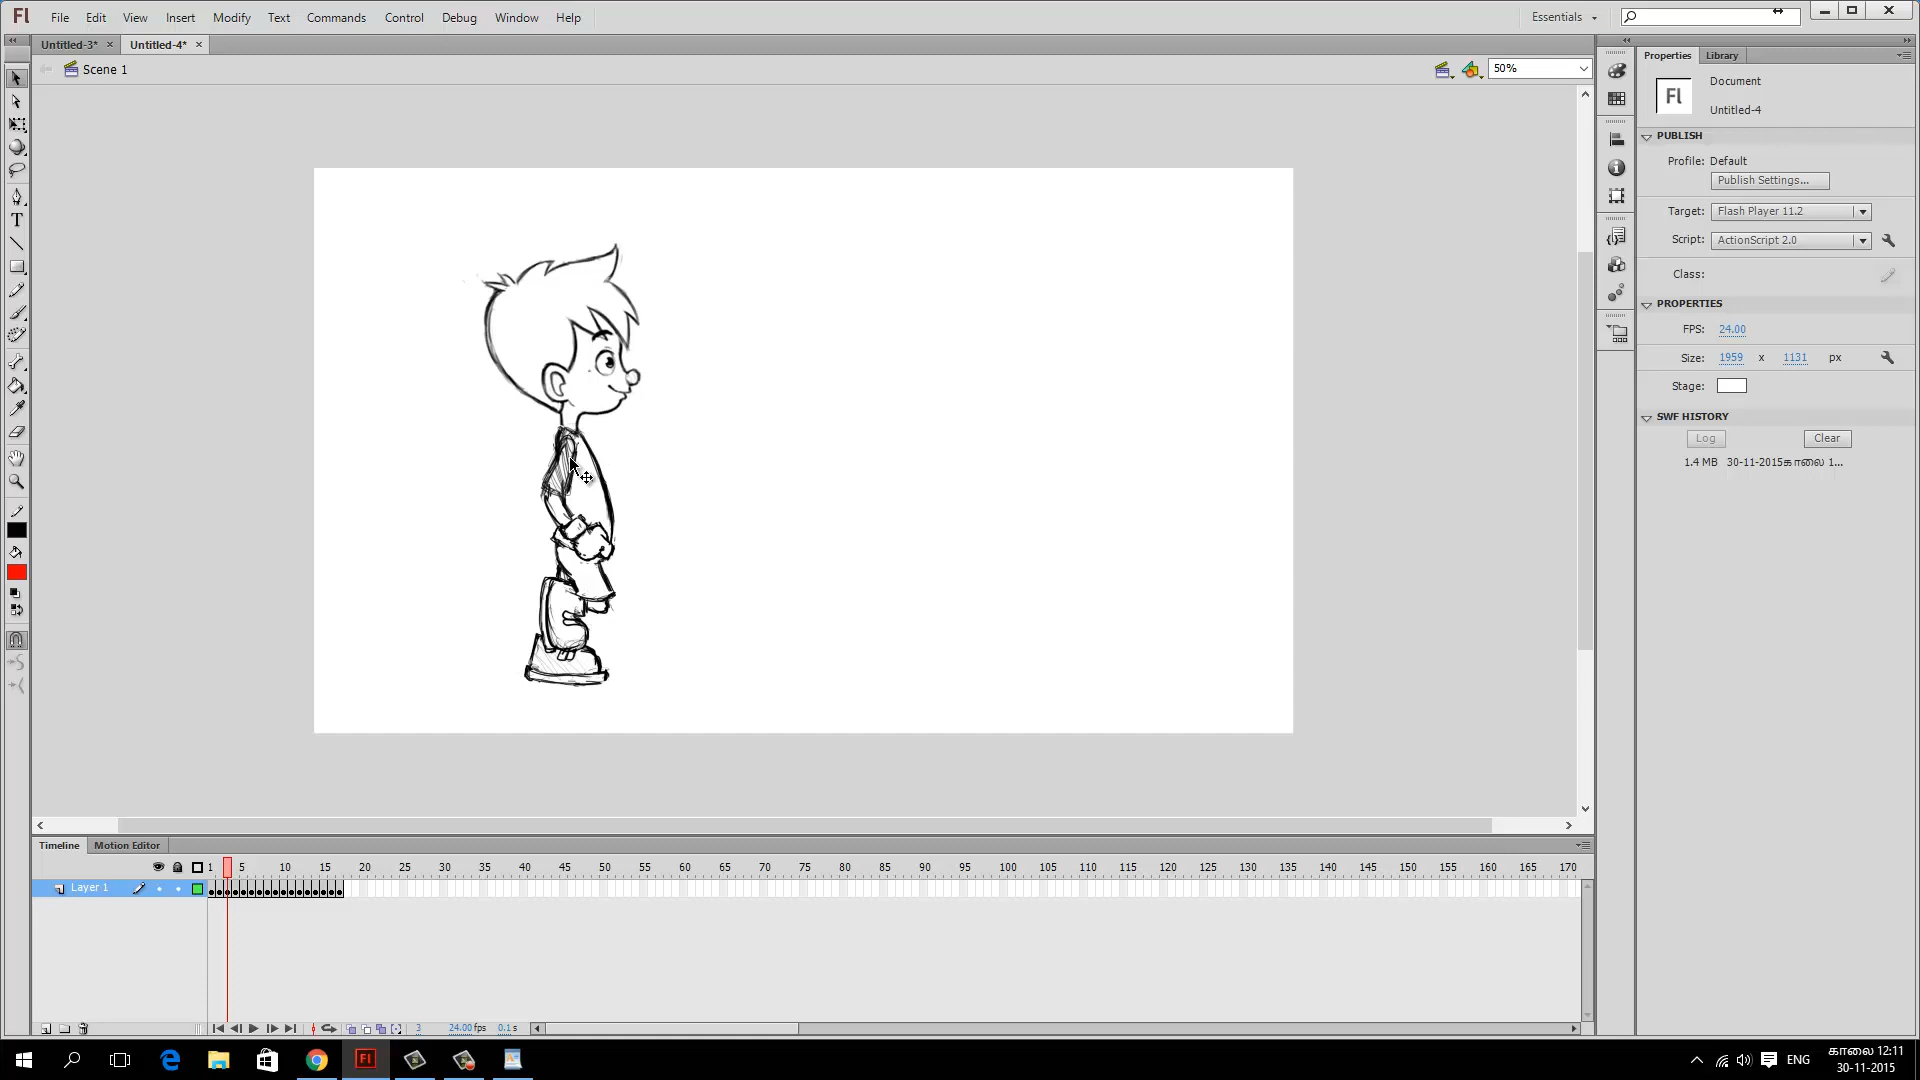 Fl File Edit View Insert Modify Text Commands Control Debug Window Help Essentials
Untitled-3* × Untitled-4* ×
Scene 1 50%
Properties Library
Fl Document
Untitled-4
PUBLISH
Profile: Default
Publish Settings...
Target: Flash Player 11.2
Script: ActionScript 2.0
Class:
PROPERTIES
FPS: 24.00
Size: 1959 x 1131 px
Stage:
SWF HISTORY
Log Clear
1.4 MB 30-11-2015காலை 1...
T
Timeline Motion Editor
1 5 10 15 20 25 30 35 40 45 50 55 60 65 70 75 80 85 90 95 100 105 110 115 120 125 130 135 140 145 150 155 160 165 170
Layer 1
3 24.00 fps 0.1 s
Fl ENG காலை 12:11
30-11-2015